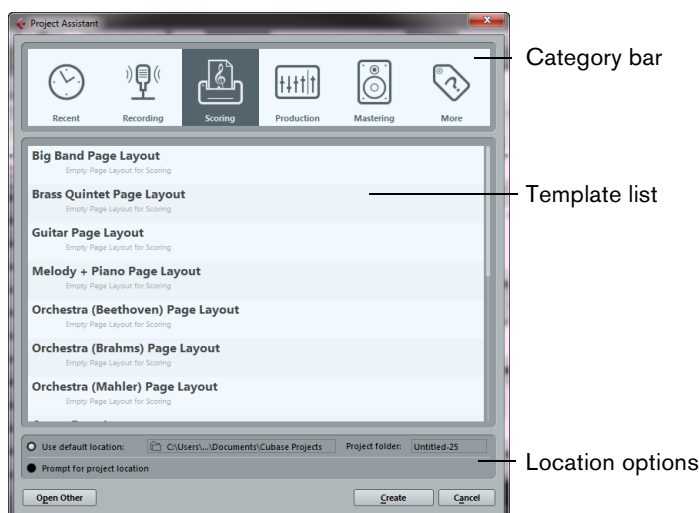 Project Assistant
Category bar
Recent Recording Scoring Production Mastering More
Big Band Page Layout
Empty Page Layout for Scoring
Brass Quintet Page Layout
Template list
Empty Page Layout for Scoring
Guitar Page Layout
Empty Page Layout for Scoring
Melody + Piano Page Layout
Empty Page Layout for Scoring
Orchestra (Beethoven) Page Layout
Empty Page Layout for Scoring
Orchestra (Brahms) Page Layout
Empty Page Layout for Scoring
Orchestra (Mahler) Page Layout
Empty Page Layout for Scoring
Use default location: C:\Users\...\Documents\Cubase Projects Project folder: Untitled-25
Prompt for project location
Location options
Open Other Create Cancel